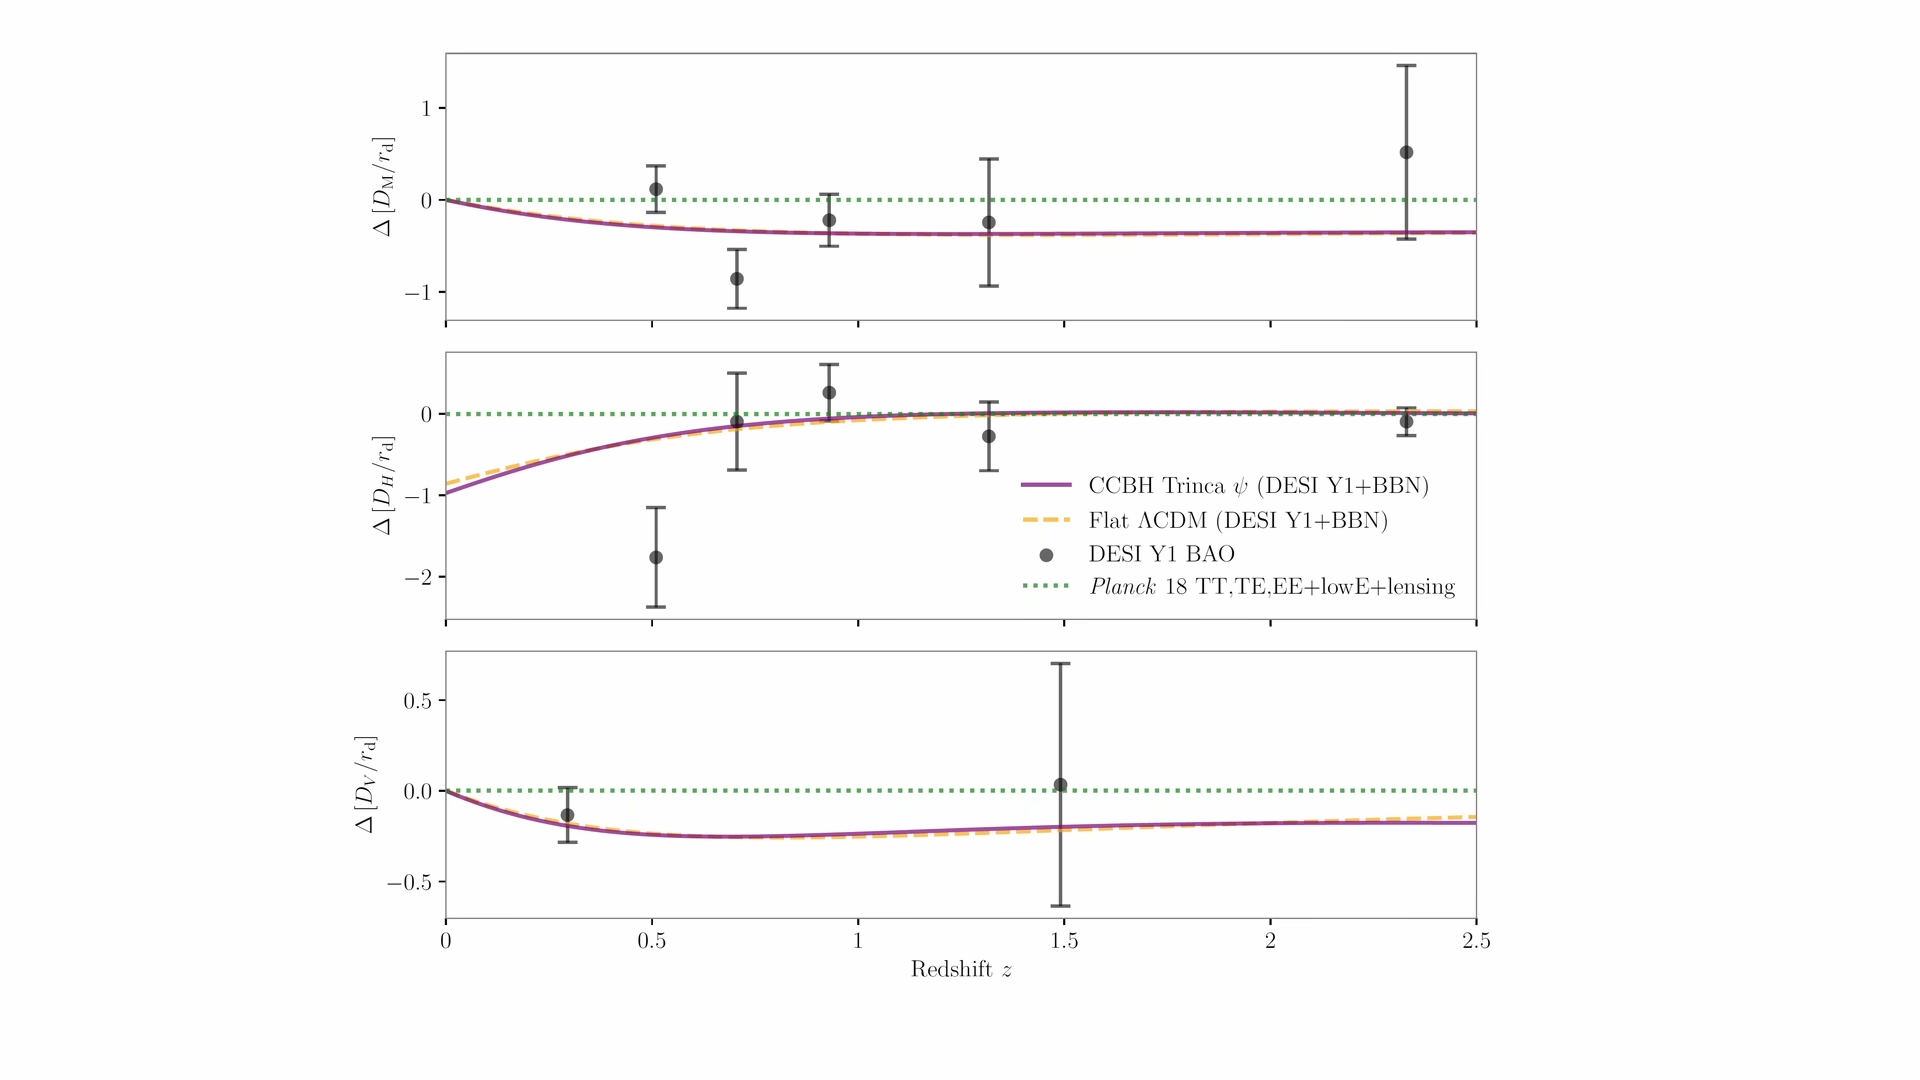 Δ [D_M/r_d]
1
0
−1
Δ [D_H/r_d]
0
−1
−2
CCBH Trinca ψ (DESI Y1+BBN)
Flat ΛCDM (DESI Y1+BBN)
DESI Y1 BAO
Planck 18 TT,TE,EE+lowE+lensing
Δ [D_V/r_d]
0.5
0.0
−0.5
0 0.5 1 1.5 2 2.5
Redshift z